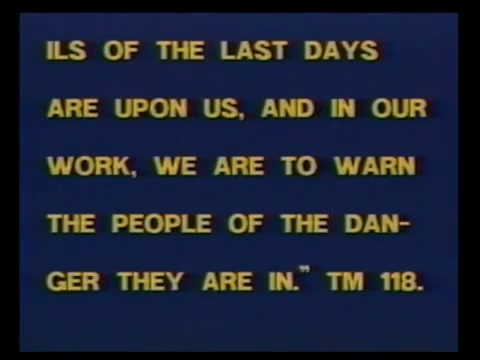 ILS OF THE LAST DAYS
ARE UPON US, AND IN OUR
WORK, WE ARE TO WARN
THE PEOPLE OF THE DAN-
GER THEY ARE IN.” TM 118.